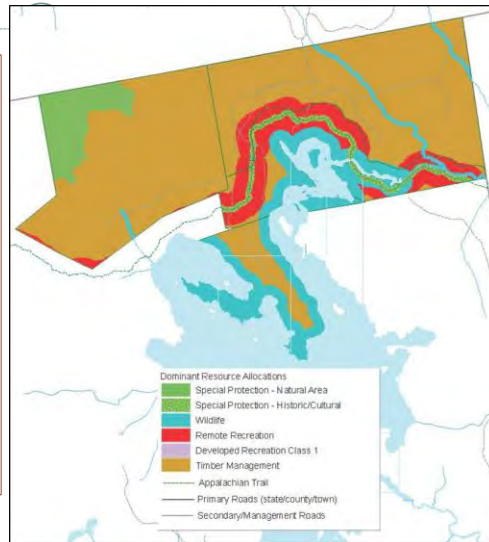 Dominant Resource Allocations
Special Protection - Natural Area
Special Protection - Historic/Cultural
Wildlife
Remote Recreation
Developed Recreation Class 1
Timber Management
Appalachian Trail
Primary Roads (state/county/town)
Secondary/Management Roads